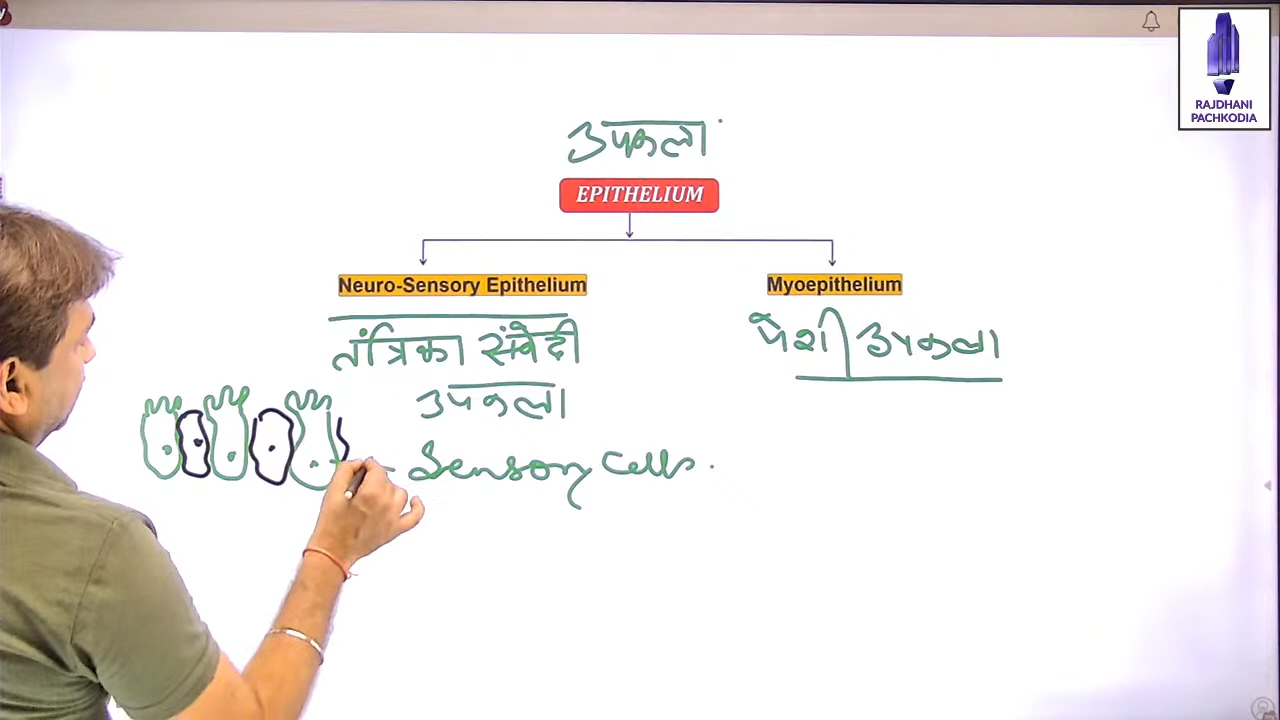 RAJDHANI
PACHKODIA
उपकला
EPITHELIUM
Neuro-Sensory Epithelium
Myoepithelium
तंत्रिका संवेदी
उपकला
पेशी उपकला
Sensory Cells.